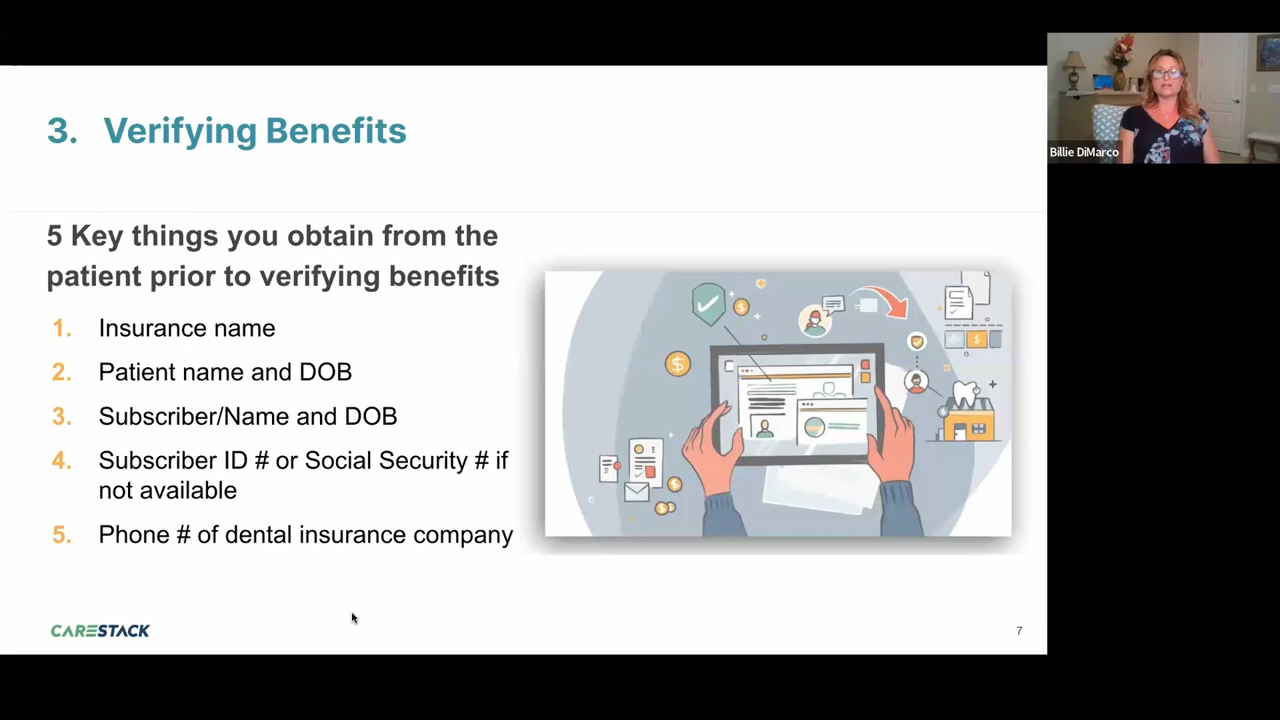 3. Verifying Benefits
5 Key things you obtain from the
patient prior to verifying benefits
1. Insurance name
2. Patient name and DOB
3. Subscriber/Name and DOB
4. Subscriber ID # or Social Security # if
not available
5. Phone # of dental insurance company
CARESTACK
7
Billie DiMarco